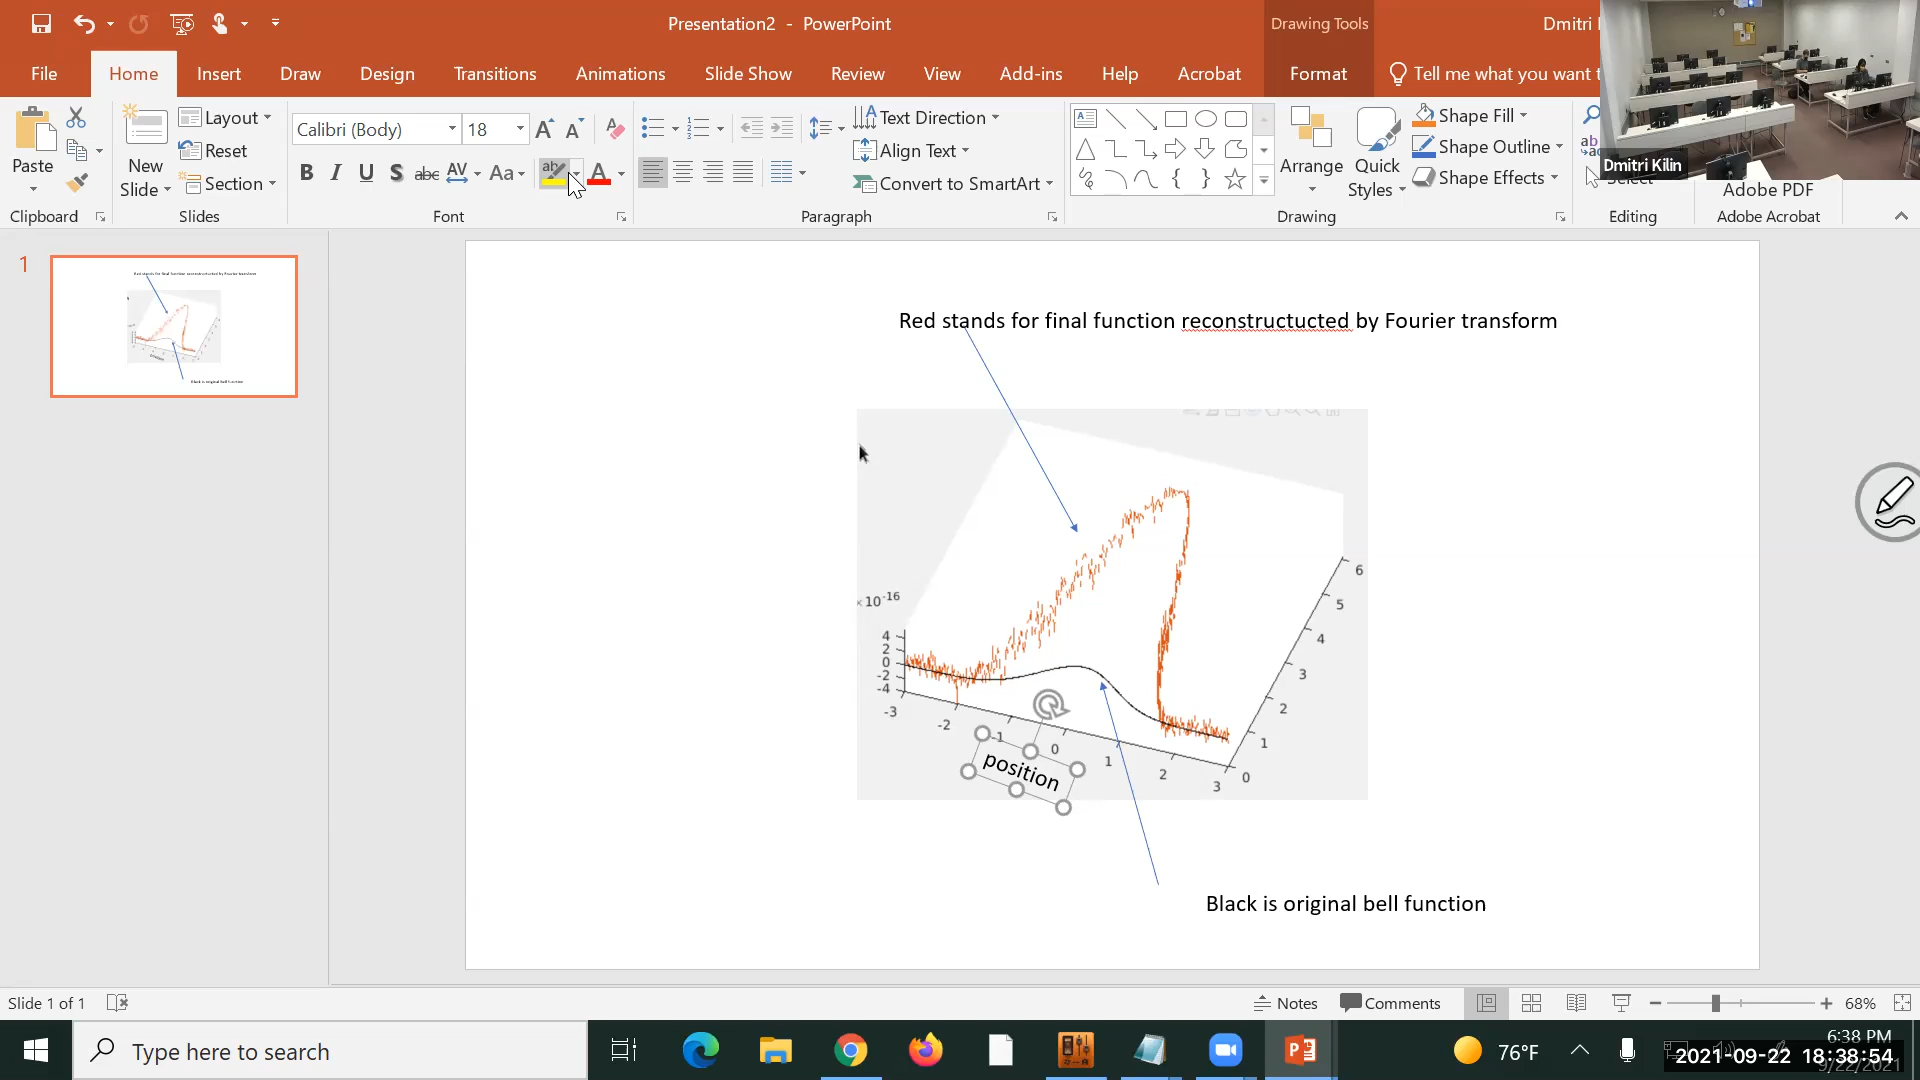 Presentation2 - PowerPoint
Drawing Tools
Dmitri
File Home Insert Draw Design Transitions Animations Slide Show Review View Add-ins Help Acrobat Format Tell me what you want
Paste
New Slide
Layout
Reset
Section
Calibri (Body) 18
B I U S abc AV Aa A
Text Direction
Align Text
Convert to SmartArt
Arrange
Quick Styles
Shape Fill
Shape Outline
Shape Effects
Dmitri Kilin
Adobe PDF
Clipboard Slides Font Paragraph Drawing Editing Adobe Acrobat
1
Red stands for final function reconstructucted by Fourier transform
×10-16
4
2
0
-2
-4
-3 -2 -1 0 1 2 3
0 1 2 3 4 5 6
position
Black is original bell function
Slide 1 of 1
Notes Comments 68%
Type here to search
76°F
6:38 PM
2021-09-22 18:38:54